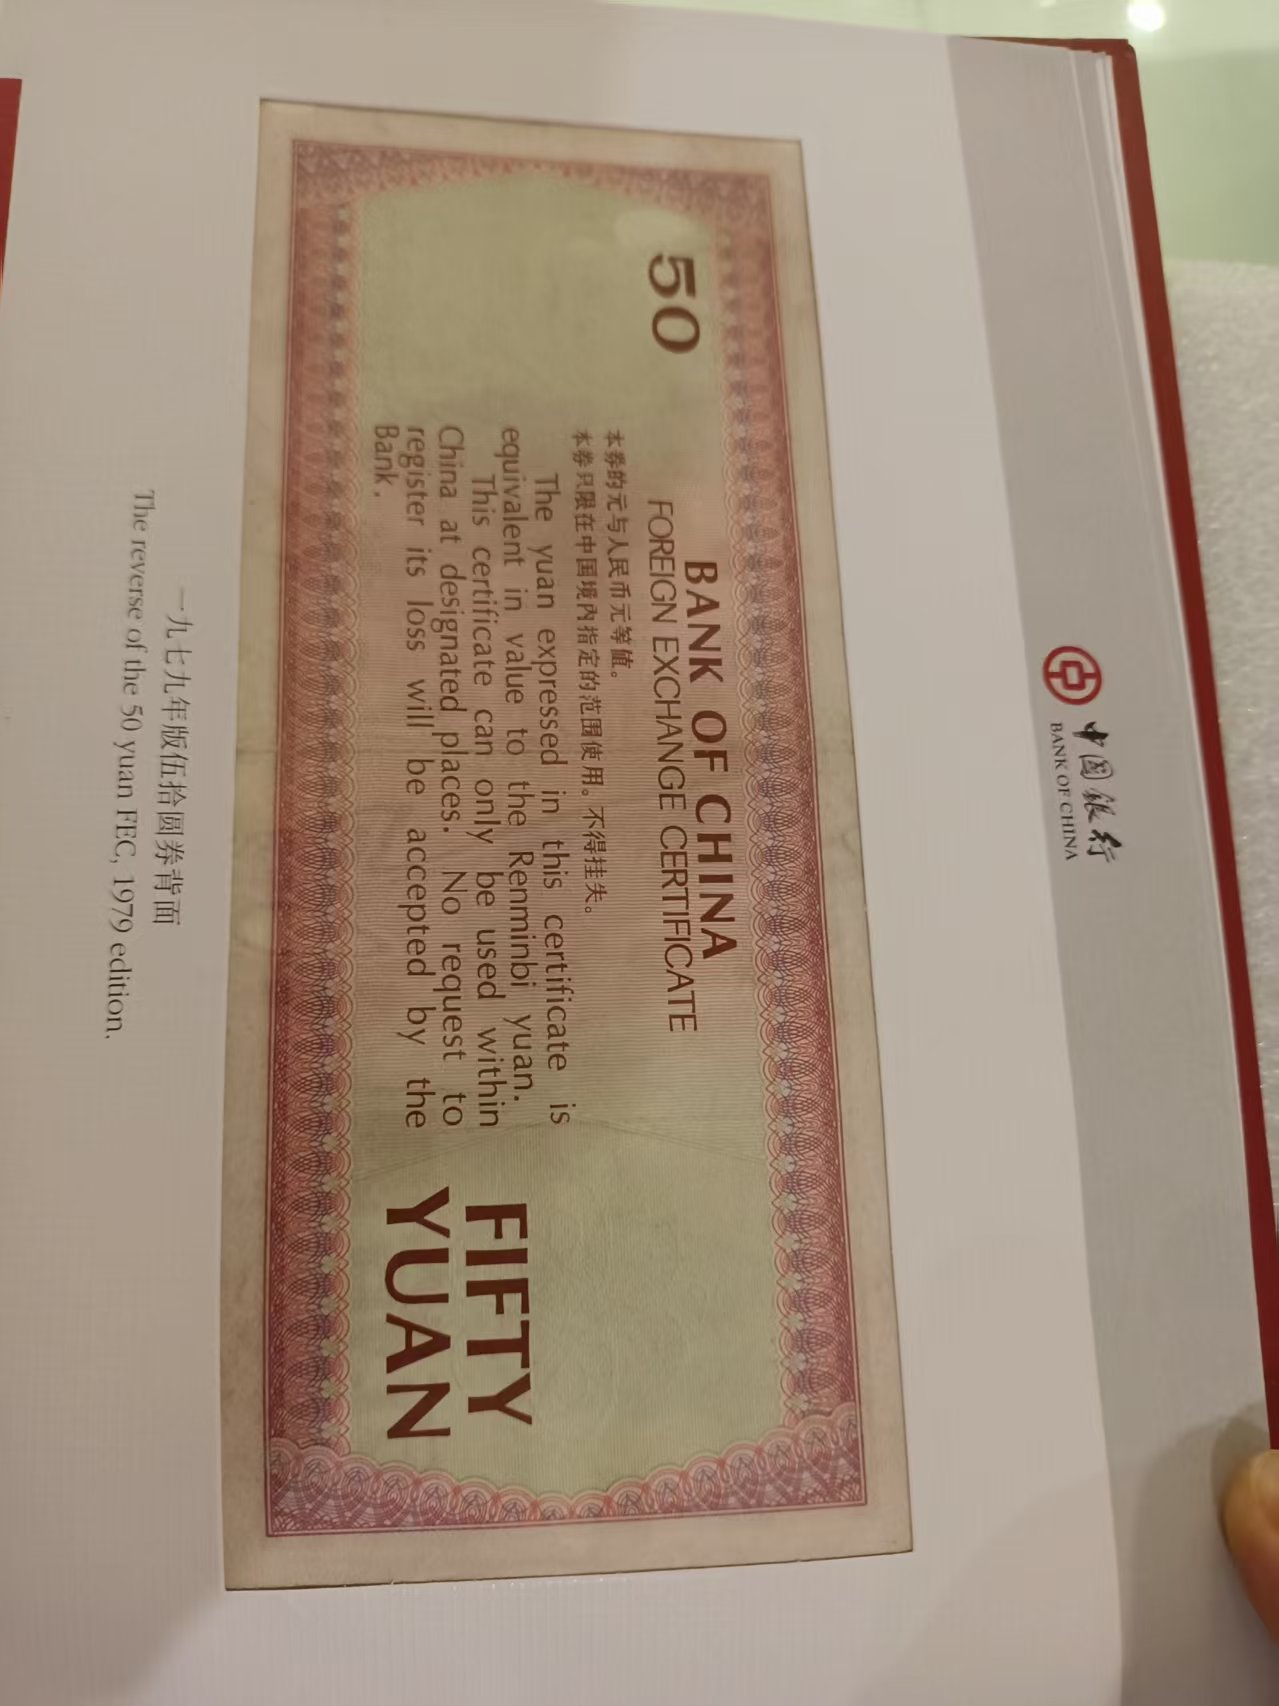 中国银行
BANK OF CHINA
BANK OF CHINA
FOREIGN EXCHANGE CERTIFICATE
50
本券的元与人民币元等值。
本券只限在中国境内指定的范围使用。不得挂失。
The yuan expressed in this certificate is
equivalent in value to the Renminbi yuan.
This certificate can only be used within
China at designated places. No request to
register its loss will be accepted by the
Bank.
FIFTY
YUAN
一九七九年版伍拾圆券背面
The reverse of the 50 yuan FEC, 1979 edition.